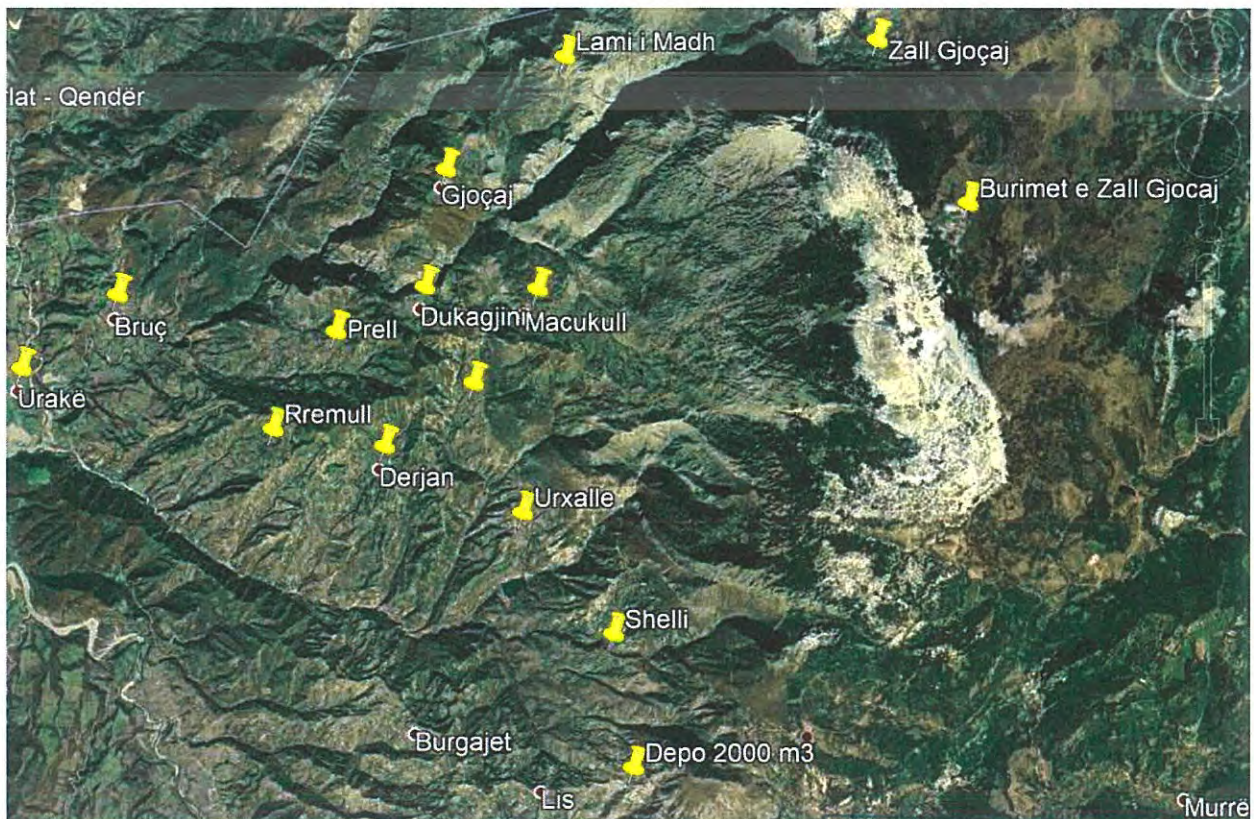 Lami i Madh
Zall Gjoçaj
rlat - Qendër
Gjoçaj
Burimet e Zall Gjocaj
Bruç
Prell
Dukagjini
Macukull
Urakë
Rremull
Derjan
Urxalle
Shelli
Burgajet
Depo 2000 m3
Lis
Murrë